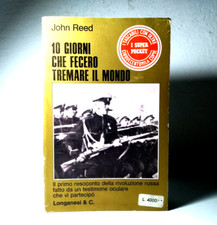 John Reed
10 GIORNI
CHE FECERO
TREMARE IL MONDO
I SUPER
POCKET
Il primo resoconto della rivoluzione russa
fatto da un testimone oculare
che vi partecipò
Longanesi & C.
L. 4000